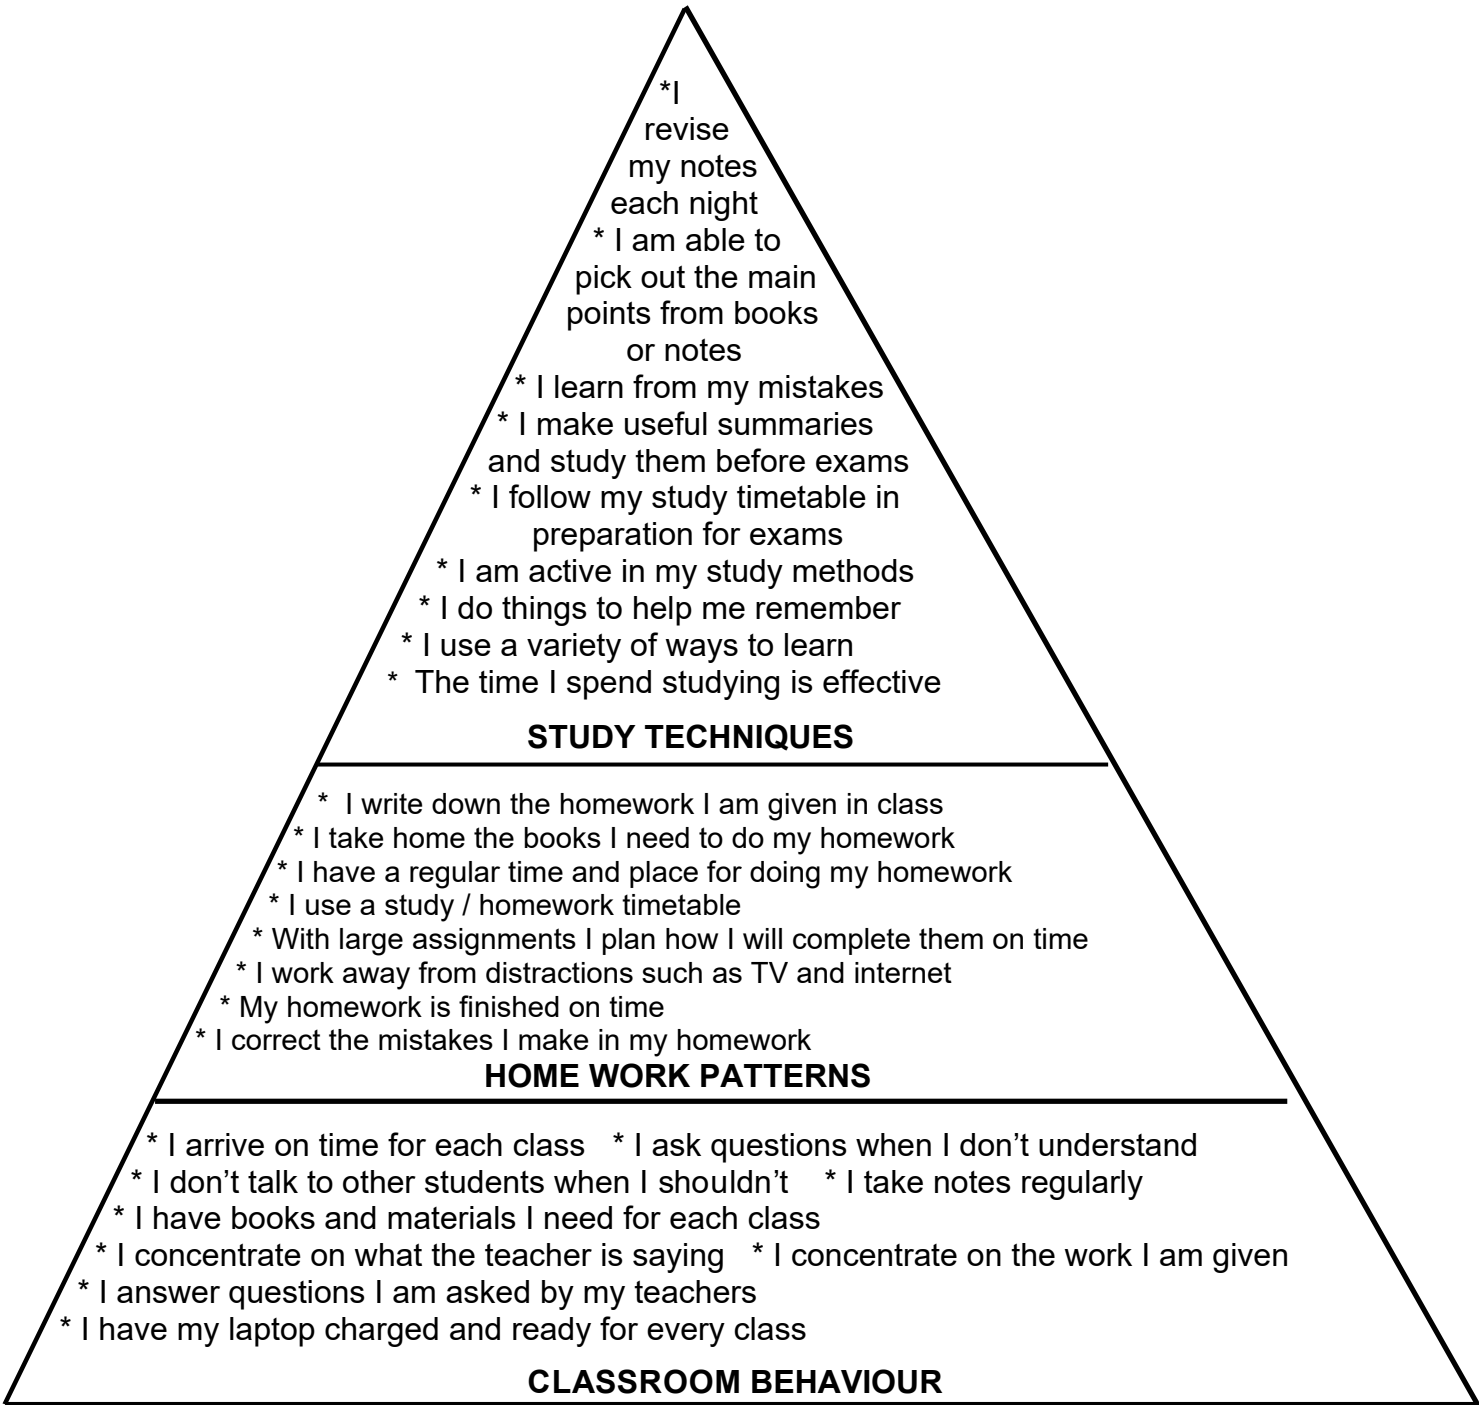 *I
revise
my notes
each night
* I am able to
pick out the main
points from books
or notes
* I learn from my mistakes
* I make useful summaries
and study them before exams
* I follow my study timetable in
preparation for exams
* I am active in my study methods
* I do things to help me remember
* I use a variety of ways to learn
* The time I spend studying is effective
STUDY TECHNIQUES
* I write down the homework I am given in class
* I take home the books I need to do my homework
* I have a regular time and place for doing my homework
* I use a study / homework timetable
* With large assignments I plan how I will complete them on time
* I work away from distractions such as TV and internet
* My homework is finished on time
* I correct the mistakes I make in my homework
HOME WORK PATTERNS
* I arrive on time for each class * I ask questions when I don’t understand
* I don’t talk to other students when I shouldn’t * I take notes regularly
* I have books and materials I need for each class
* I concentrate on what the teacher is saying * I concentrate on the work I am given
* I answer questions I am asked by my teachers
* I have my laptop charged and ready for every class
CLASSROOM BEHAVIOUR